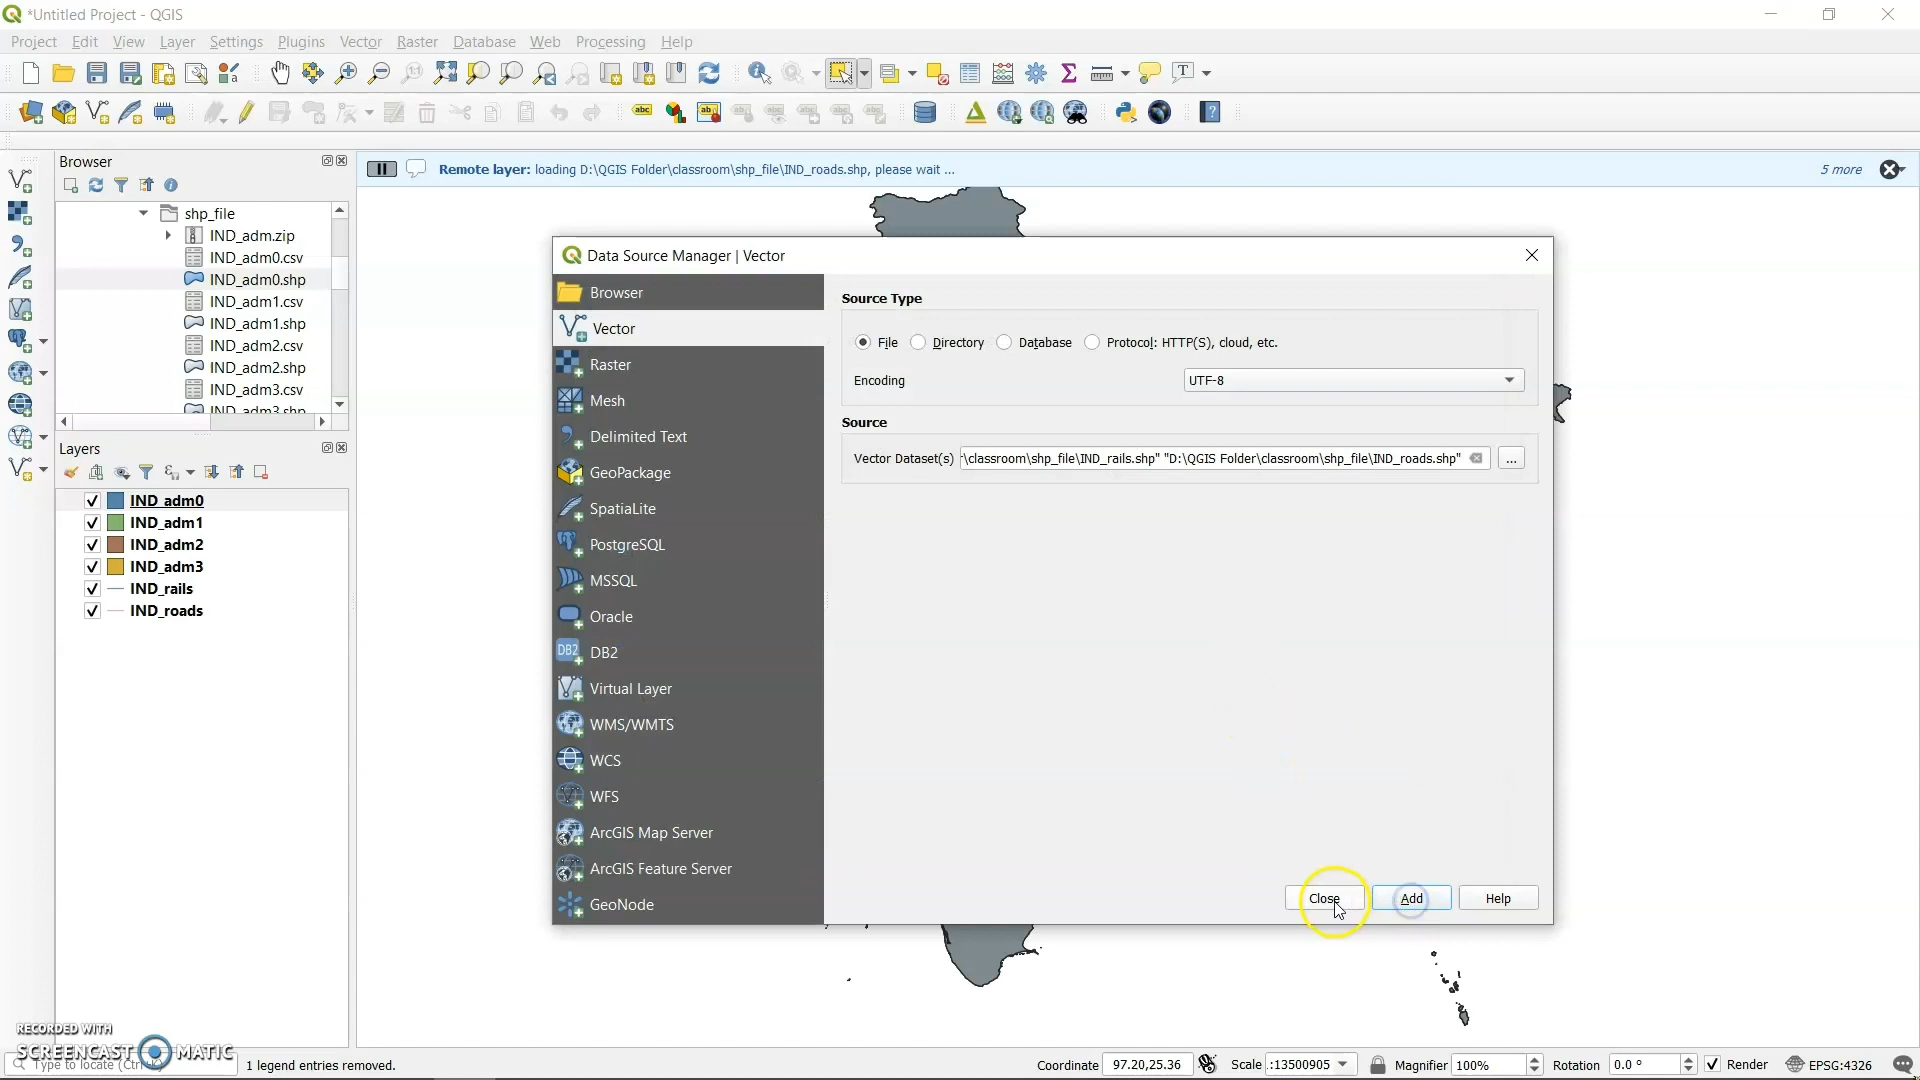 *Untitled Project - QGIS
Project Edit View Layer Settings Plugins Vector Raster Database Web Processing Help
Browser
Remote layer: loading D:\QGIS Folder\classroom\shp_file\IND_roads.shp, please wait ...
5 more
shp_file
IND_adm.zip
IND_adm0.csv
IND_adm0.shp
IND_adm1.csv
IND_adm1.shp
IND_adm2.csv
IND_adm2.shp
IND_adm3.csv
IND_adm3.shp
Layers
IND_adm0
IND_adm1
IND_adm2
IND_adm3
IND_rails
IND_roads
Data Source Manager | Vector
Browser
Vector
Raster
Mesh
Delimited Text
GeoPackage
SpatiaLite
PostgreSQL
MSSQL
Oracle
DB2 DB2
Virtual Layer
WMS/WMTS
WCS
WFS
ArcGIS Map Server
ArcGIS Feature Server
GeoNode
Source Type
File Directory Database Protocol: HTTP(S), cloud, etc.
Encoding UTF-8
Source
Vector Dataset(s) \classroom\shp_file\IND_rails.shp" "D:\QGIS Folder\classroom\shp_file\IND_roads.shp" ...
Close Add Help
RECORDED WITH
SCREENCAST MATIC
Type to locate (Ctrl+K)
1 legend entries removed.
Coordinate 97.20,25.36 Scale :13500905 Magnifier 100% Rotation 0.0 ° Render EPSG:4326